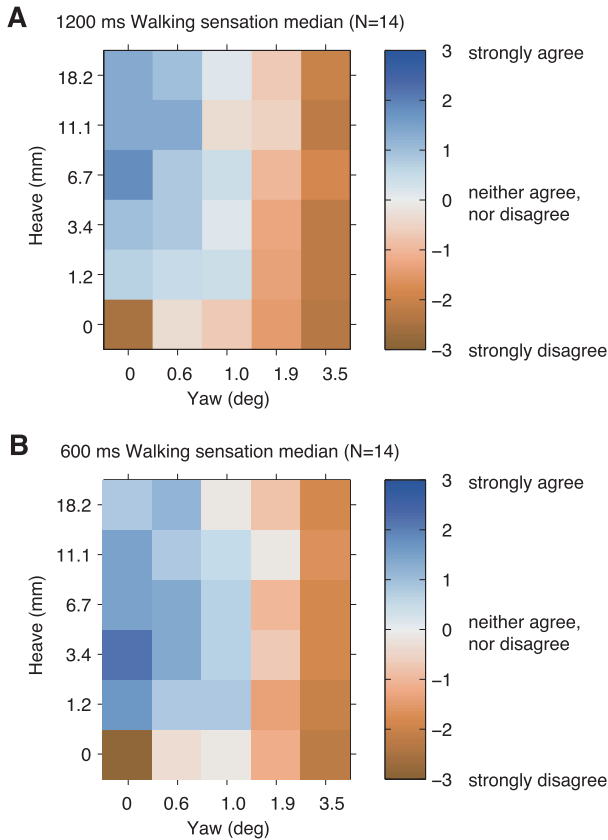 A
1200 ms Walking sensation median (N=14)
Heave (mm)
18.2
11.1
6.7
3.4
1.2
0
0 0.6 1.0 1.9 3.5
Yaw (deg)
3 strongly agree
2
1
0 neither agree,
nor disagree
−1
−2
−3 strongly disagree
B
600 ms Walking sensation median (N=14)
Heave (mm)
18.2
11.1
6.7
3.4
1.2
0
0 0.6 1.0 1.9 3.5
Yaw (deg)
3 strongly agree
2
1
0 neither agree,
nor disagree
−1
−2
−3 strongly disagree